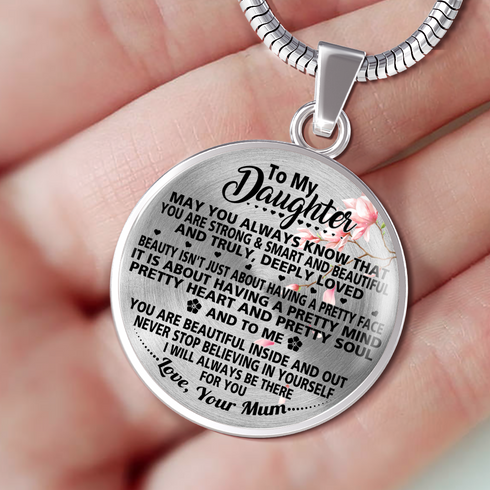 To My
Daughter
MAY YOU ALWAYS KNOW THAT
YOU ARE STRONG & SMART AND BEAUTIFUL
AND TRULY, DEEPLY LOVED
BEAUTY ISN'T JUST ABOUT HAVING A PRETTY FACE
IT IS ABOUT HAVING A PRETTY MIND
PRETTY HEART AND PRETTY SOUL
AND TO ME
YOU ARE BEAUTIFUL INSIDE AND OUT
NEVER STOP BELIEVING IN YOURSELF
I WILL ALWAYS BE THERE
FOR YOU
Love, Your Mum